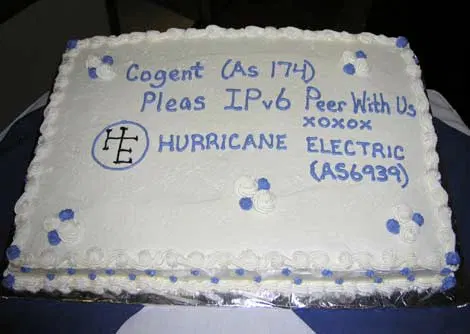 Cogent (As 174)
Pleas IPv6 Peer With Us
xoxox
HE HURRICANE ELECTRIC
(AS6939)